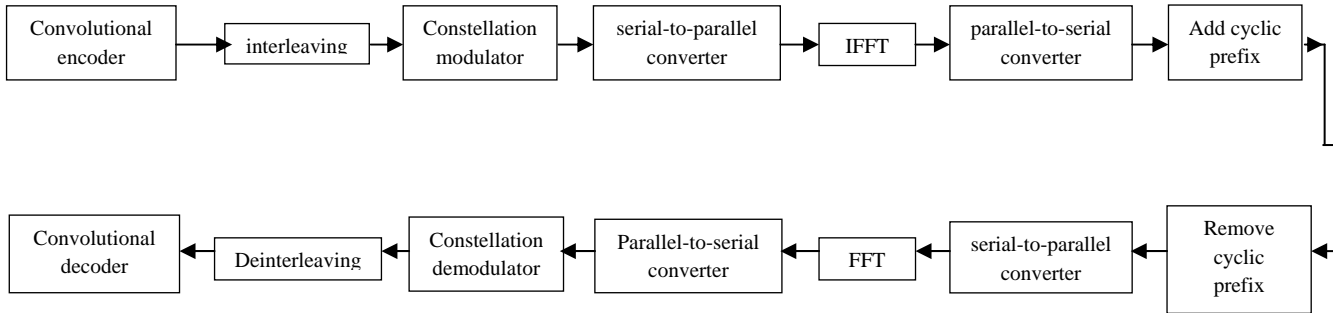 Convolutional
encoder
interleaving
Constellation
modulator
serial-to-parallel
converter
IFFT
parallel-to-serial
converter
Add cyclic
prefix
Convolutional
decoder
Deinterleaving
Constellation
demodulator
Parallel-to-serial
converter
FFT
serial-to-parallel
converter
Remove
cyclic
prefix